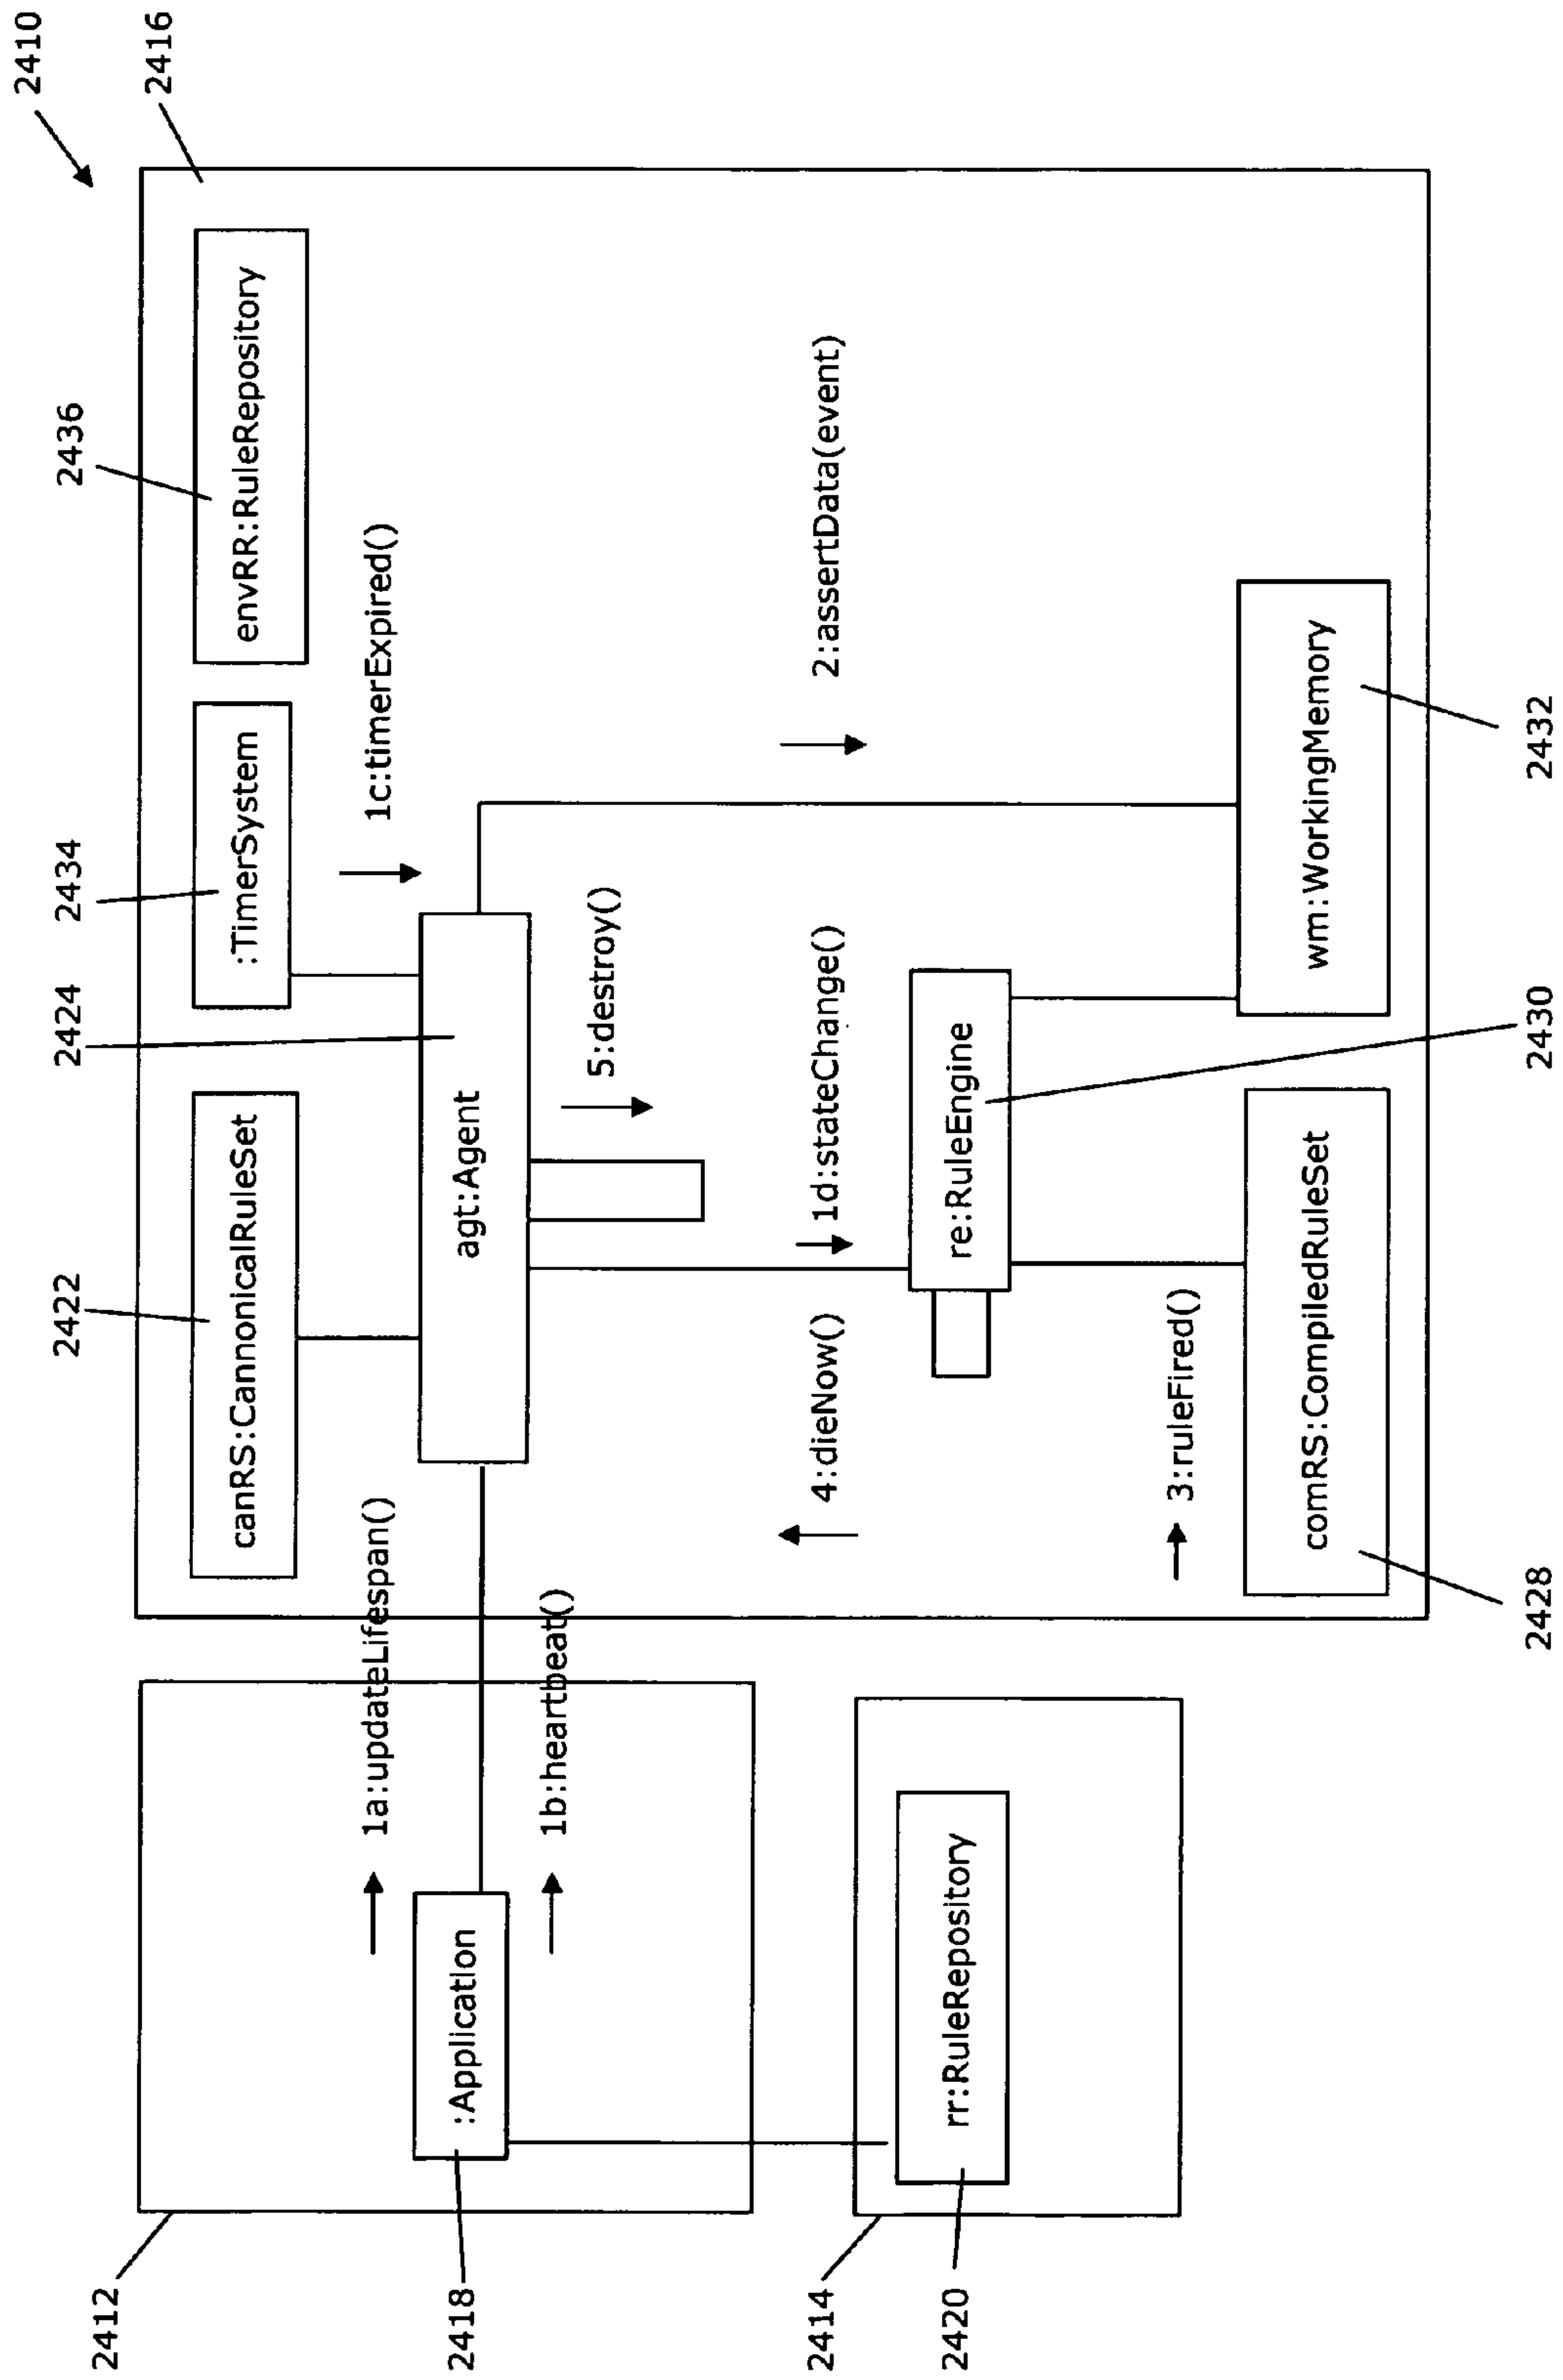 2410
2416
2436
2434
2424
2422
2412
envRR:RuleRepository
:TimerSystem
canRS:CannonicalRuleSet
1c:timerExpired()
1a:updateLifespan()
agt:Agent
:Application
2418
5:destroy()
1b:heartbeat()
2:assertData(event)
1d:stateChange()
4:dieNow()
2414
re:RuleEngine
rr:RuleRepository
2420
3:ruleFired()
wm:WorkingMemory
comRS:CompiledRuleSet
2432
2430
2428